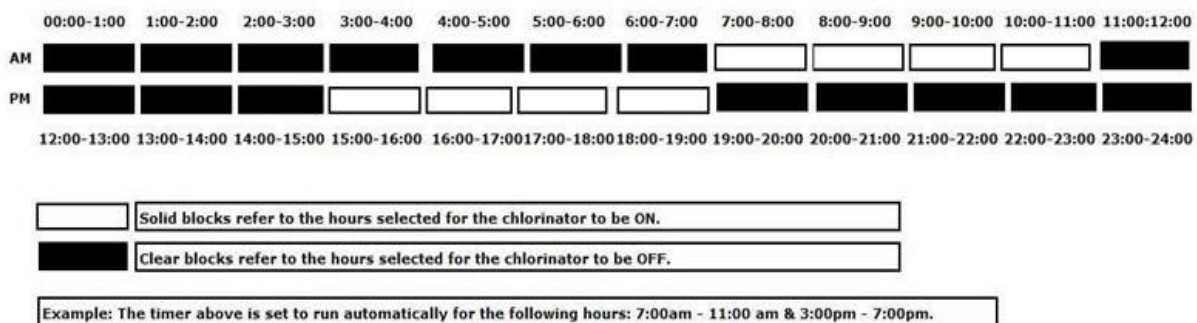 00:00-1:00 1:00-2:00 2:00-3:00 3:00-4:00 4:00-5:00 5:00-6:00 6:00-7:00 7:00-8:00 8:00-9:00 9:00-10:00 10:00-11:00 11:00:12:00
AM
PM
12:00-13:00 13:00-14:00 14:00-15:00 15:00-16:00 16:00-17:00 17:00-18:00 18:00-19:00 19:00-20:00 20:00-21:00 21:00-22:00 22:00-23:00 23:00-24:00
Solid blocks refer to the hours selected for the chlorinator to be ON.
Clear blocks refer to the hours selected for the chlorinator to be OFF.
Example: The timer above is set to run automatically for the following hours: 7:00am - 11:00 am & 3:00pm - 7:00pm.